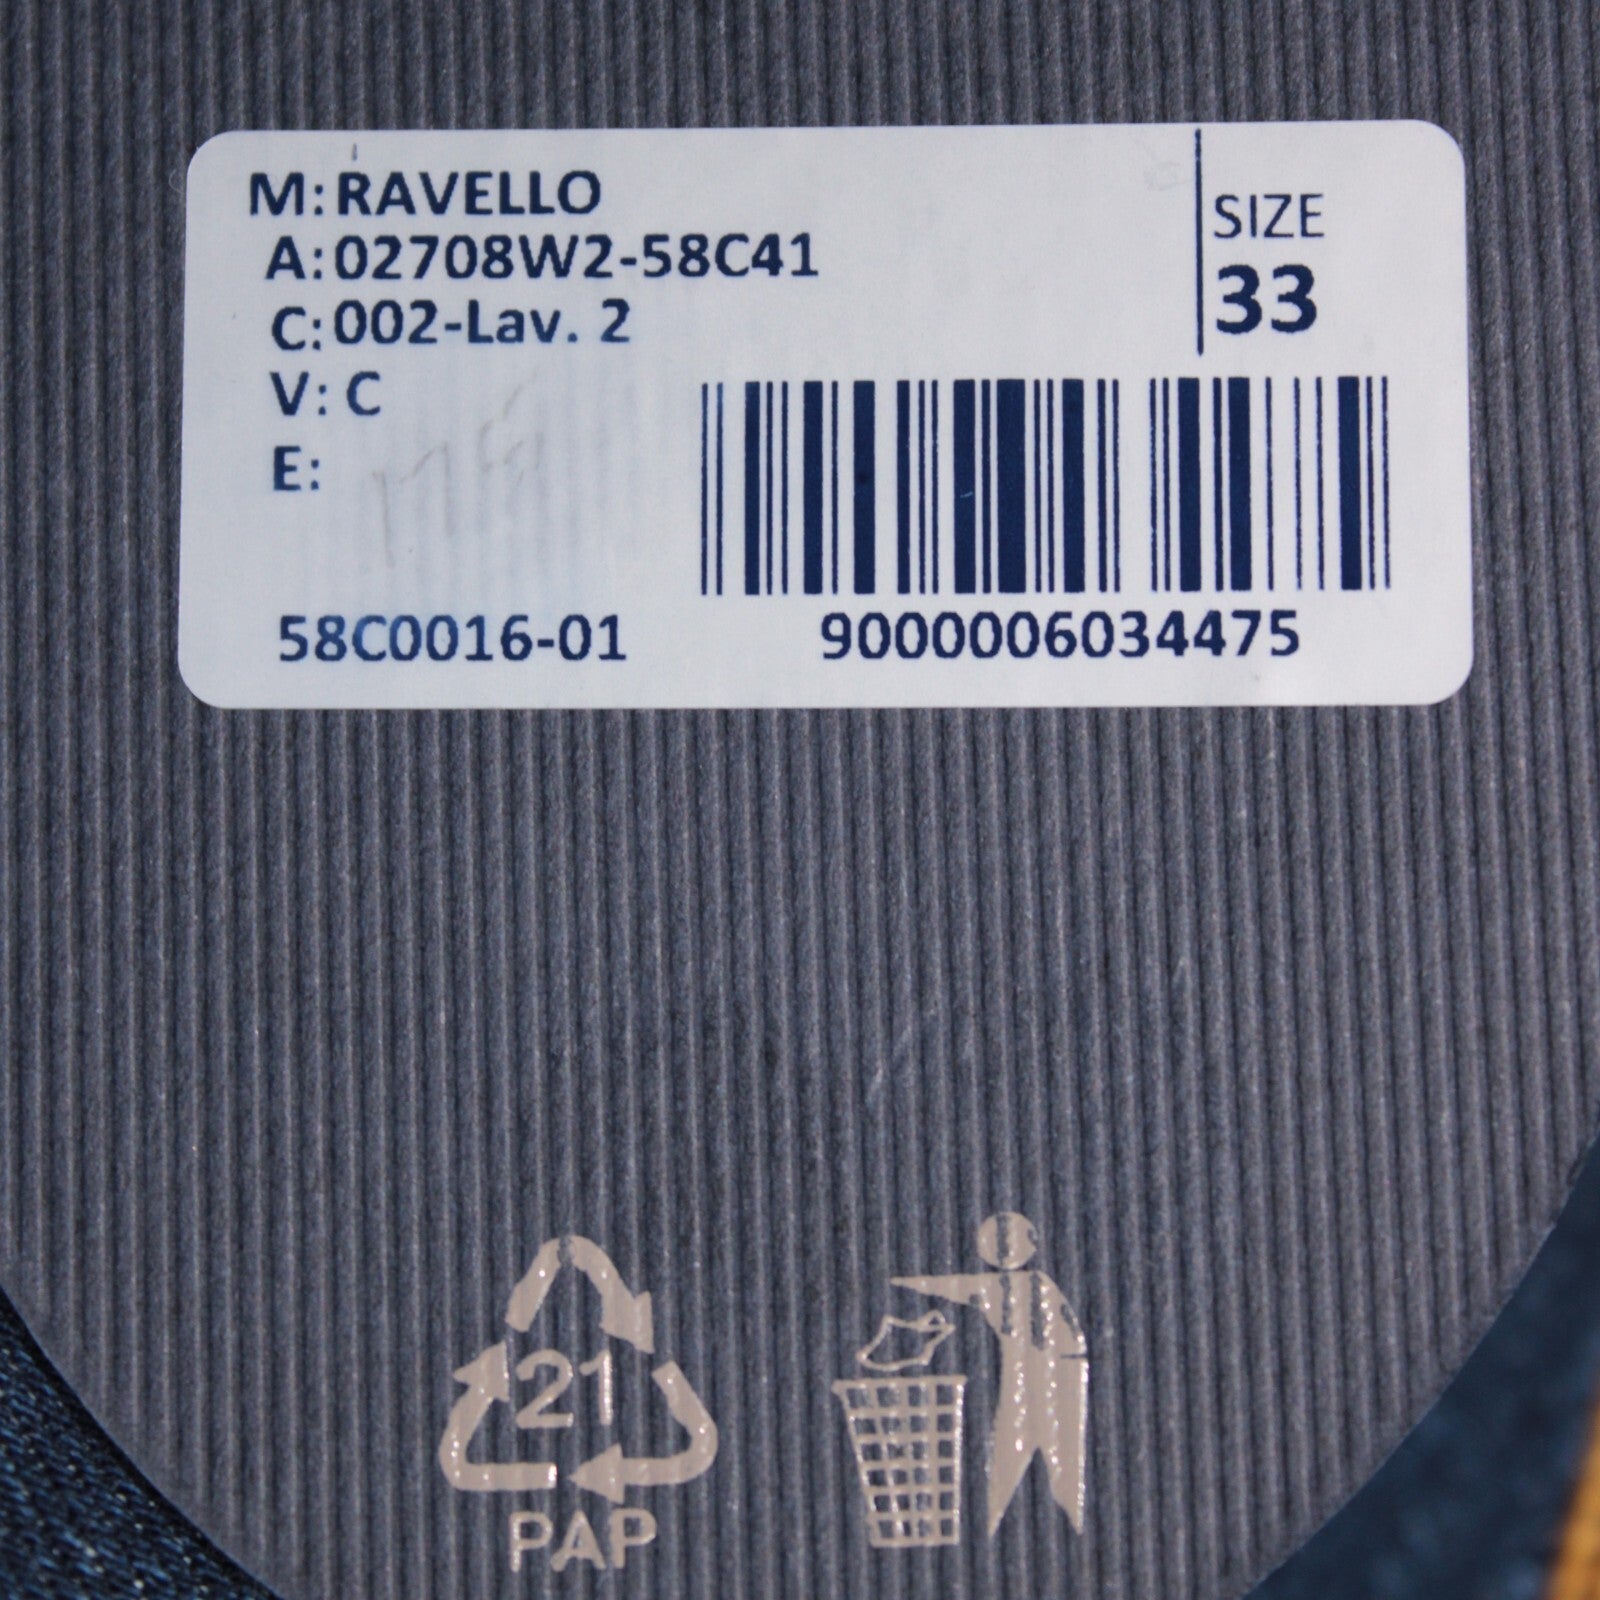 M: RAVELLO
A: 02708W2-58C41
C: 002-Lav. 2
V: C
E:
SIZE
33
58C0016-01
9000006034475
21
PAP